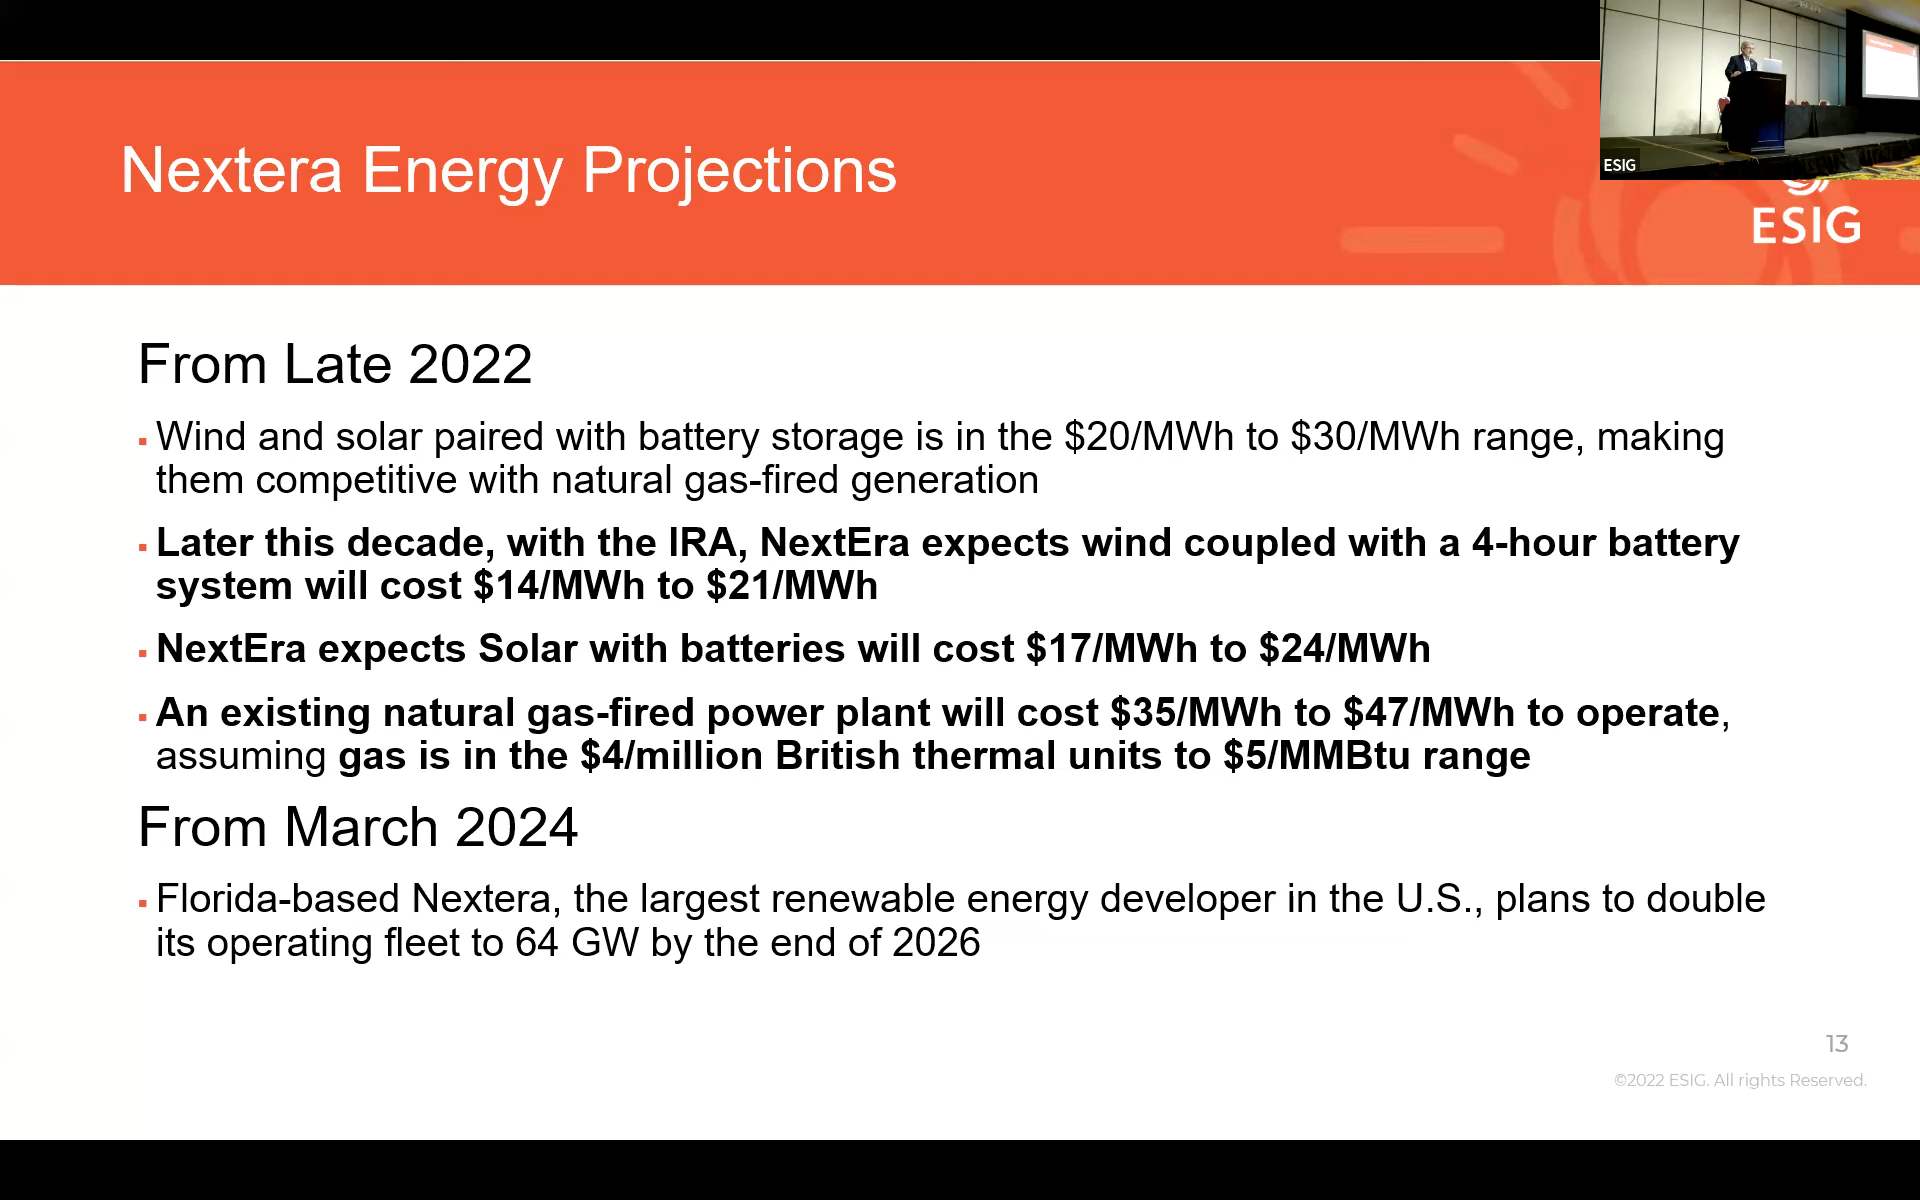 ESIG
Nextera Energy Projections
ESIG
From Late 2022
▪ Wind and solar paired with battery storage is in the $20/MWh to $30/MWh range, making
them competitive with natural gas-fired generation
▪ Later this decade, with the IRA, NextEra expects wind coupled with a 4-hour battery
system will cost $14/MWh to $21/MWh
▪ NextEra expects Solar with batteries will cost $17/MWh to $24/MWh
▪ An existing natural gas-fired power plant will cost $35/MWh to $47/MWh to operate,
assuming gas is in the $4/million British thermal units to $5/MMBtu range
From March 2024
▪ Florida-based Nextera, the largest renewable energy developer in the U.S., plans to double
its operating fleet to 64 GW by the end of 2026
13
©2022 ESIG. All rights Reserved.